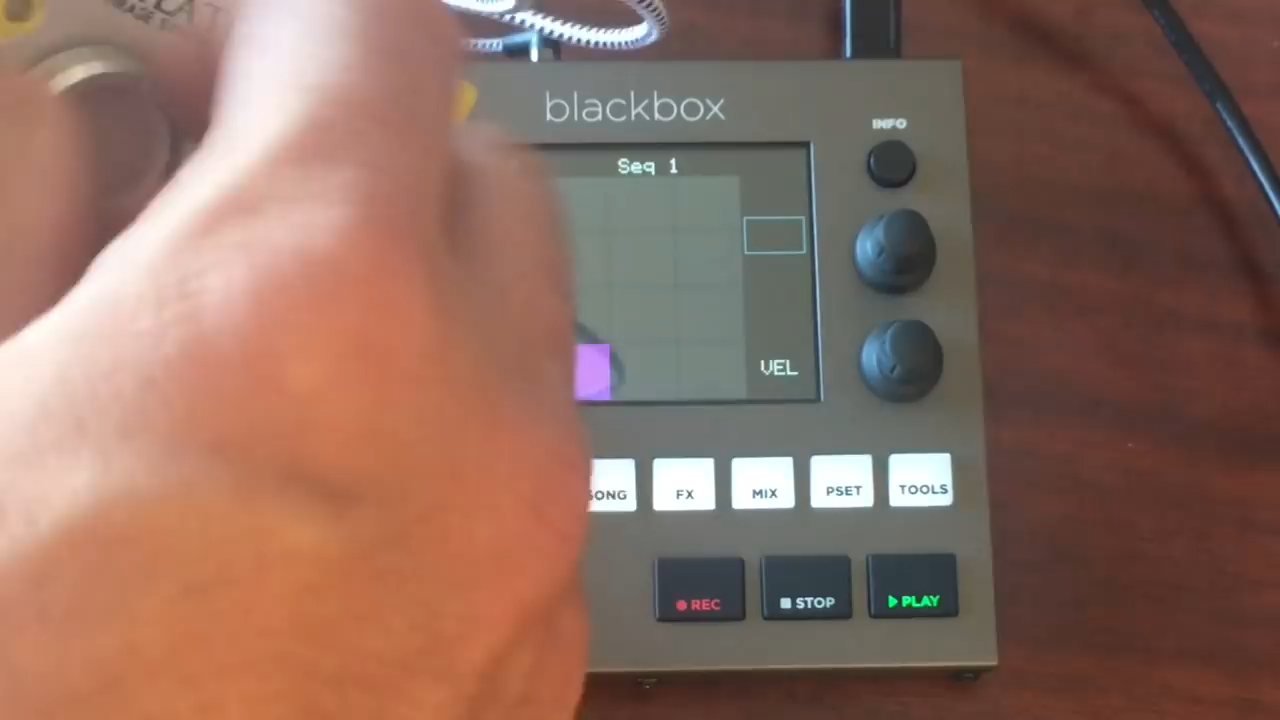 blackbox
INFO
Seq 1
VEL
SONG
FX
MIX
PSET
TOOLS
REC
STOP
PLAY